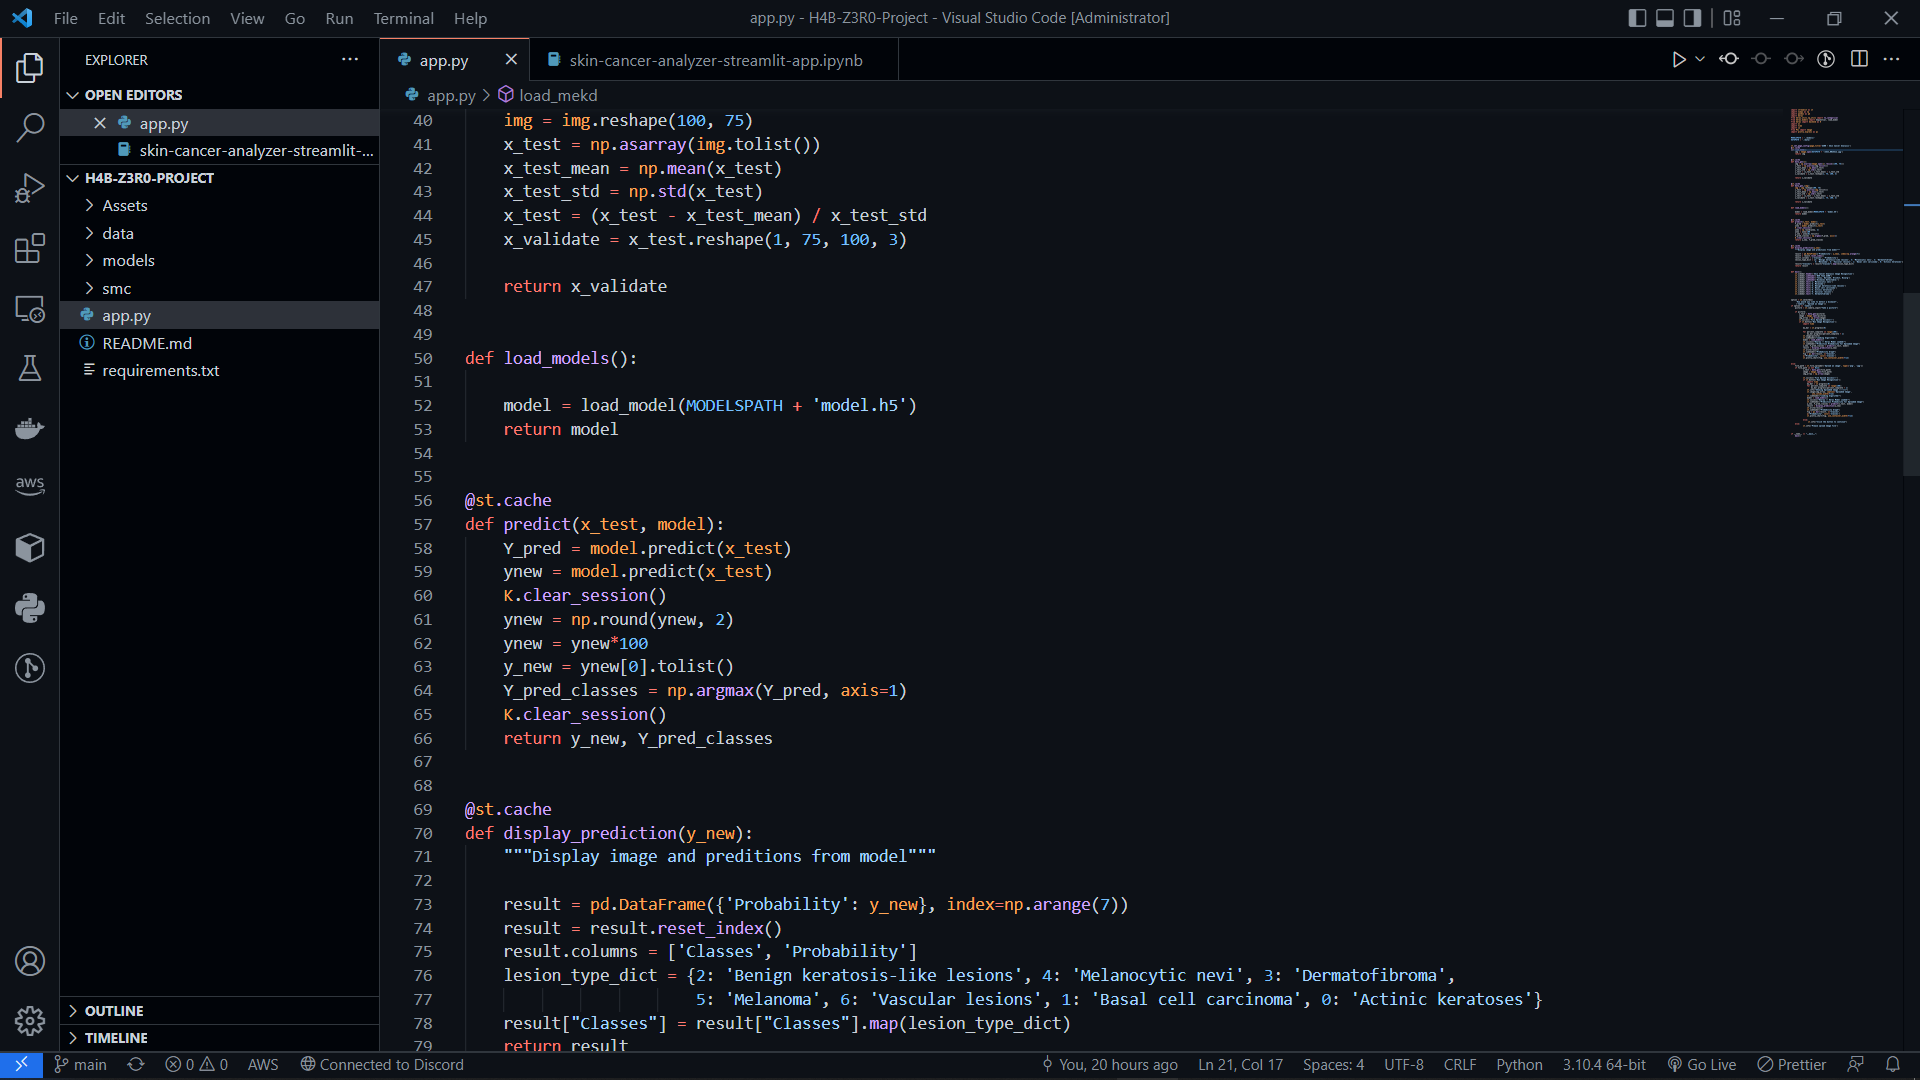 File Edit Selection View Go Run Terminal Help
app.py - H4B-Z3R0-Project - Visual Studio Code [Administrator]
EXPLORER
OPEN EDITORS
app.py
skin-cancer-analyzer-streamlit-...
H4B-Z3R0-PROJECT
Assets
data
models
smc
app.py
README.md
requirements.txt
OUTLINE
TIMELINE
aws
app.py
skin-cancer-analyzer-streamlit-app.ipynb
app.py > load_mekd
40 img = img.reshape(100, 75)
41 x_test = np.asarray(img.tolist())
42 x_test_mean = np.mean(x_test)
43 x_test_std = np.std(x_test)
44 x_test = (x_test - x_test_mean) / x_test_std
45 x_validate = x_test.reshape(1, 75, 100, 3)
46
47 return x_validate
48
49
50 def load_models():
51
52 model = load_model(MODELSPATH + 'model.h5')
53 return model
54
55
56 @st.cache
57 def predict(x_test, model):
58 Y_pred = model.predict(x_test)
59 ynew = model.predict(x_test)
60 K.clear_session()
61 ynew = np.round(ynew, 2)
62 ynew = ynew*100
63 y_new = ynew[0].tolist()
64 Y_pred_classes = np.argmax(Y_pred, axis=1)
65 K.clear_session()
66 return y_new, Y_pred_classes
67
68
69 @st.cache
70 def display_prediction(y_new):
71 """Display image and preditions from model"""
72
73 result = pd.DataFrame({'Probability': y_new}, index=np.arange(7))
74 result = result.reset_index()
75 result.columns = ['Classes', 'Probability']
76 lesion_type_dict = {2: 'Benign keratosis-like lesions', 4: 'Melanocytic nevi', 3: 'Dermatofibroma',
77 5: 'Melanoma', 6: 'Vascular lesions', 1: 'Basal cell carcinoma', 0: 'Actinic keratoses'}
78 result["Classes"] = result["Classes"].map(lesion_type_dict)
79 return result
main 0 0 AWS Connected to Discord You, 20 hours ago Ln 21, Col 17 Spaces: 4 UTF-8 CRLF Python 3.10.4 64-bit Go Live Prettier